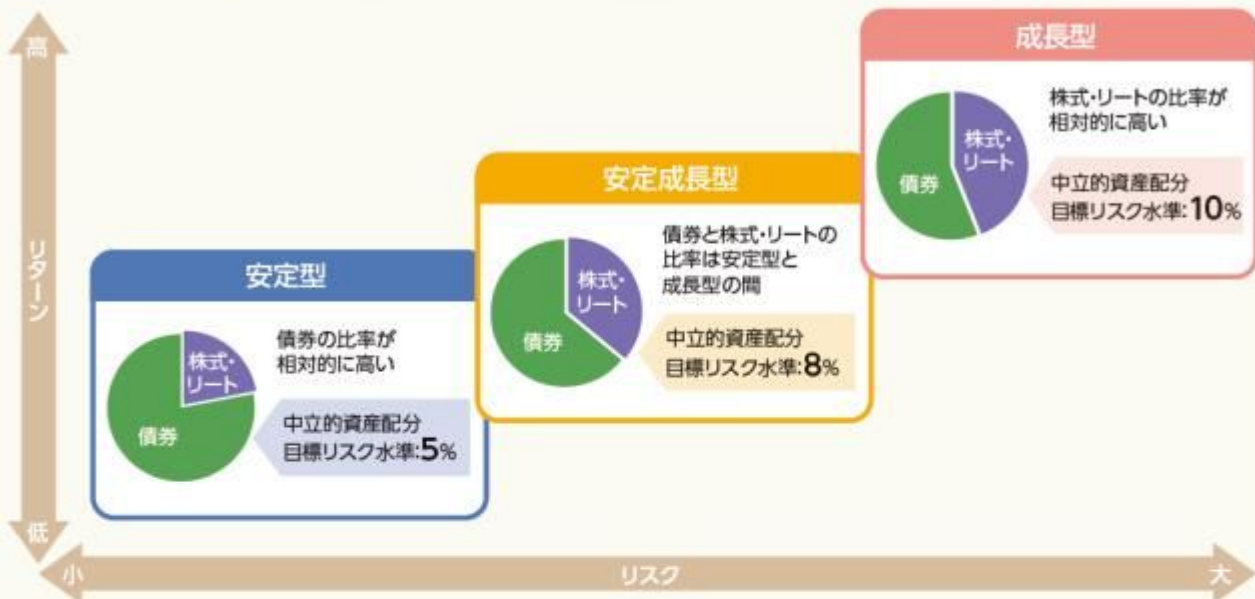 高
リターン
低
小
リスク
大
成長型
株式・リートの比率が
相対的に高い
株式・
リート
債券
中立的資産配分
目標リスク水準:10%
安定成長型
債券と株式・リートの
比率は安定型と
成長型の間
株式・
リート
債券
中立的資産配分
目標リスク水準:8%
安定型
債券の比率が
相対的に高い
株式・
リート
債券
中立的資産配分
目標リスク水準:5%